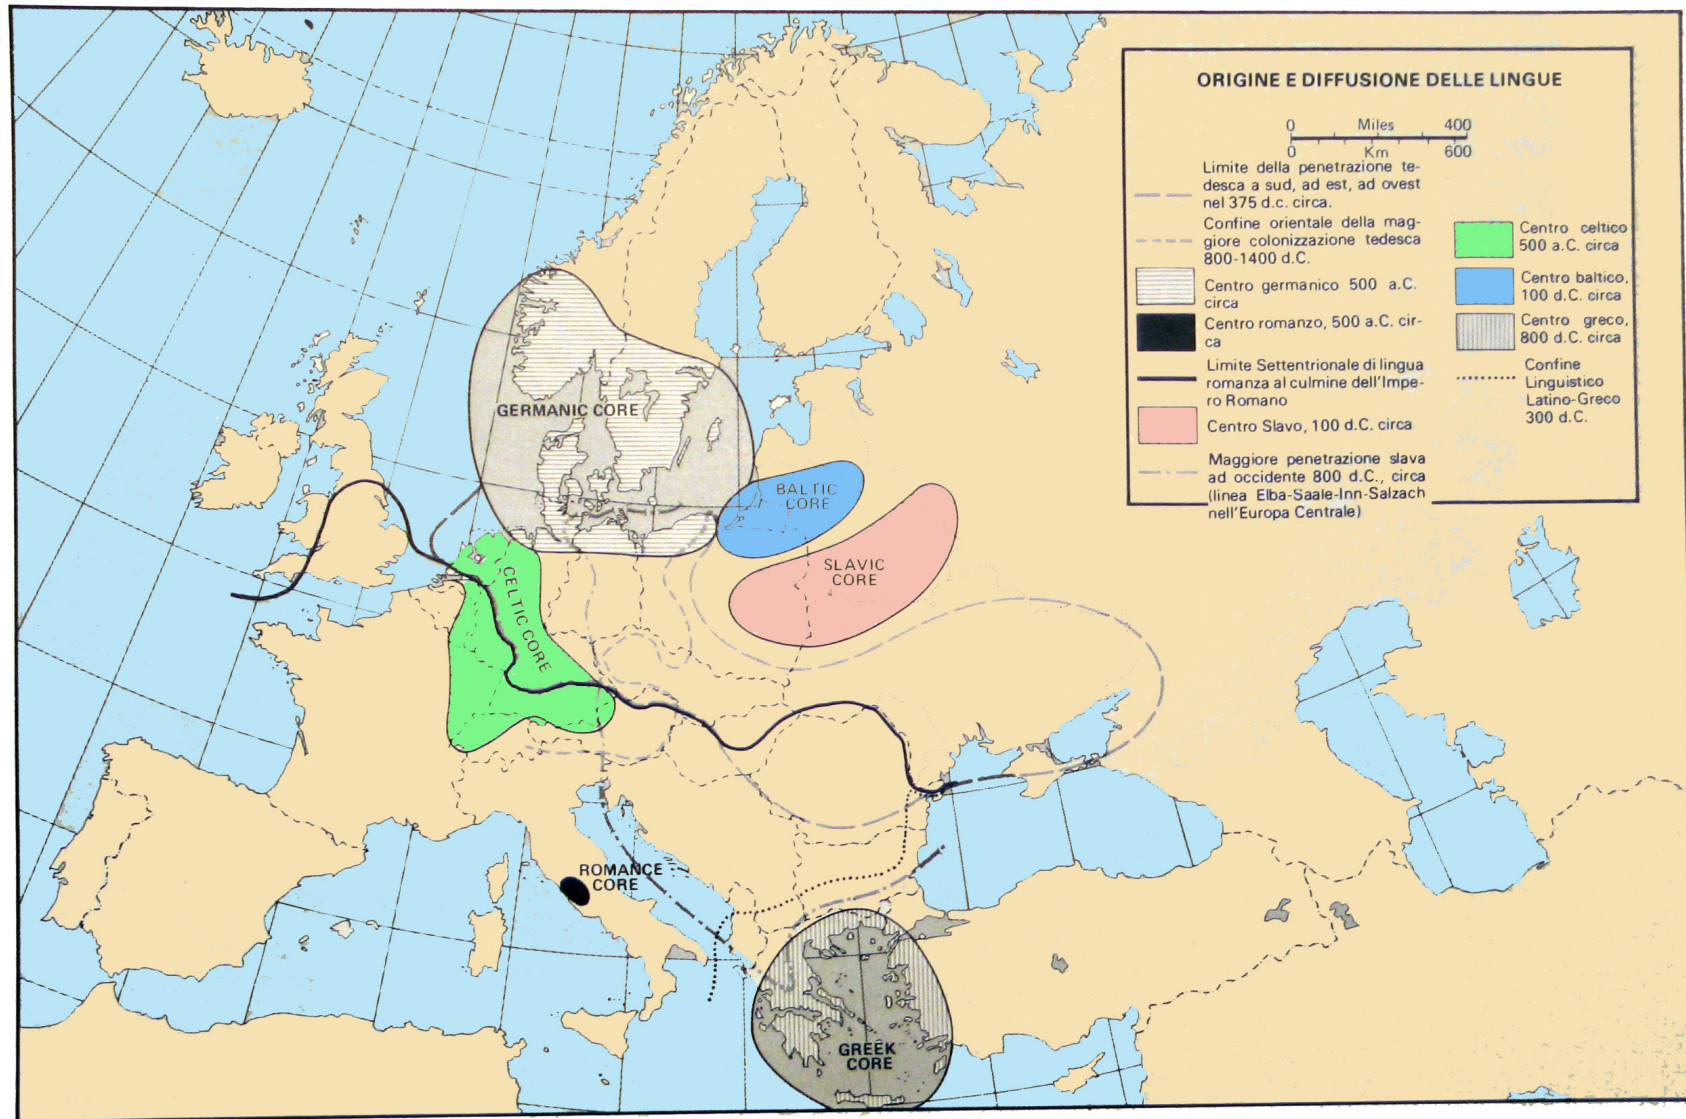 ORIGINE E DIFFUSIONE DELLE LINGUE
0 Miles 400
0 Km 600
Limite della penetrazione te-
desca a sud, ad est, ad ovest
nel 375 d.c. circa.
Confine orientale della mag-
giore colonizzazione tedesca
800-1400 d.C.
Centro germanico 500 a.C.
circa
Centro romanzo, 500 a.C. cir-
ca
Limite Settentrionale di lingua
romanza al culmine dell'Impe-
ro Romano
Centro Slavo, 100 d.C. circa
Maggiore penetrazione slava
ad occidente 800 d.C., circa
(linea Elba-Saale-Inn-Salzach
nell'Europa Centrale)
Centro celtico
500 a.C. circa
Centro baltico,
100 d.C. circa
Centro greco,
800 d.C. circa
Confine
Linguistico
Latino-Greco
300 d.C.
GERMANIC CORE
BALTIC
CORE
SLAVIC
CORE
CELTIC CORE
ROMANCE
CORE
GREEK
CORE